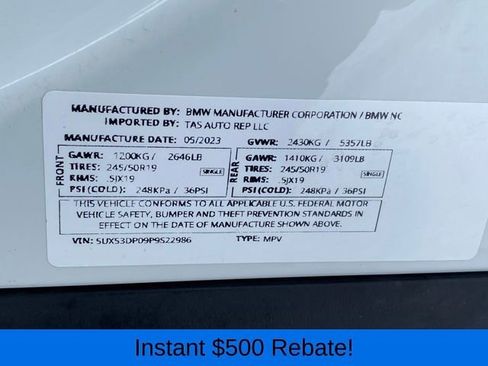 MANUFACTURED BY: BMW MANUFACTURER CORPORATION / BMW NC
IMPORTED BY: TAS AUTO REP LLC
MANUFACTURE DATE: 05/2023 GVWR: 2430KG / 5357LB
FRONT
GAWR: 1200KG / 2646LB
TIRES: 245/50R19
RIMS: .5JX19 SINGLE
PSI (COLD): 248KPa / 36PSI
REAR
GAWR: 1410KG / 3109LB
TIRES: 245/50R19
RIMS: .5JX19 SINGLE
PSI (COLD): 248KPa / 36PSI
THIS VEHICLE CONFORMS TO ALL APPLICABLE U.S. FEDERAL MOTOR
VEHICLE SAFETY, BUMPER AND THEFT PREVENTION STANDARDS IN
EFFECT ON THE DATE OF MANUFACTURE SHOWN ABOVE.
VIN: 5UX53DP09P9S22986 TYPE: MPV
Instant $500 Rebate!